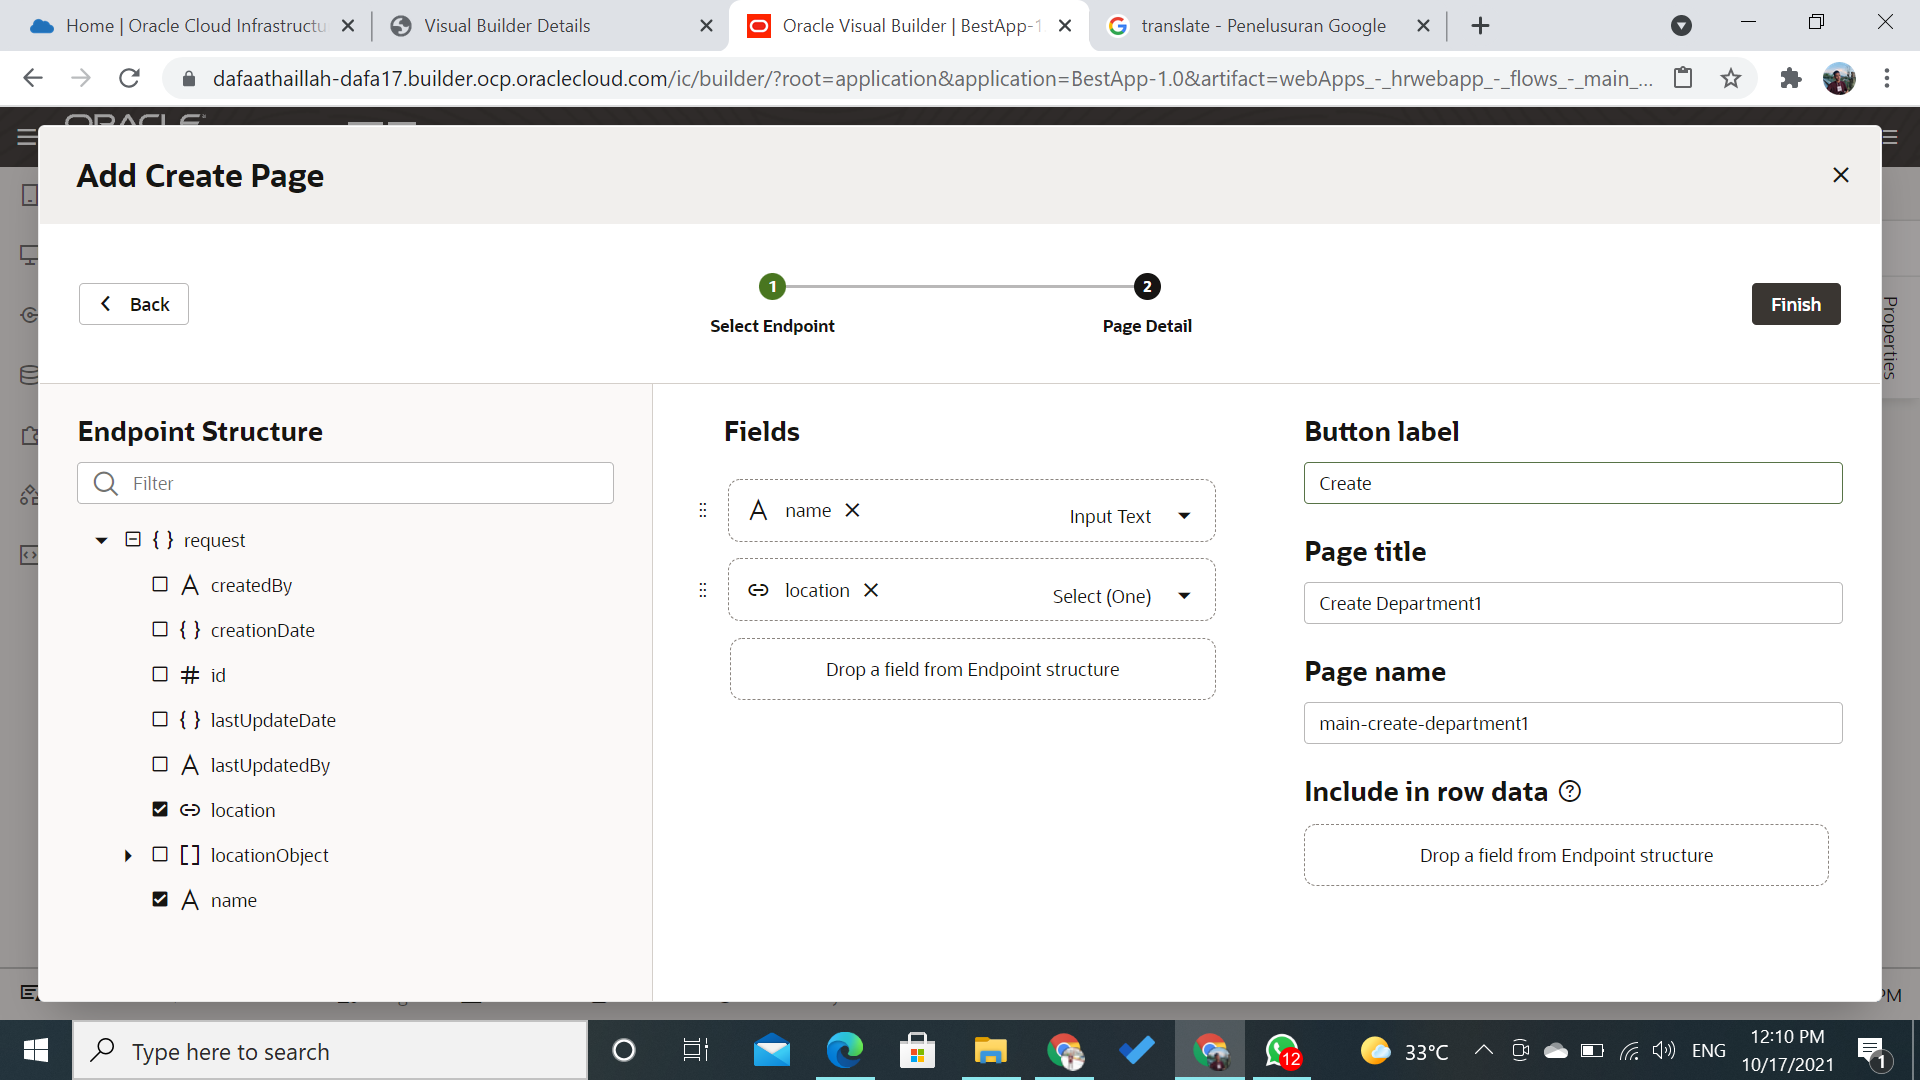 Home | Oracle Cloud Infrastructu
Visual Builder Details
Oracle Visual Builder | BestApp-1
translate - Penelusuran Google
dafaathaillah-dafa17.builder.ocp.oraclecloud.com/ic/builder/?root=application&application=BestApp-1.0&artifact=webApps_-_hrwebapp_-_flows_-_main_...
ORACLE
Add Create Page
Back
1
2
Select Endpoint
Page Detail
Finish
Properties
Endpoint Structure
Filter
request
createdBy
creationDate
id
lastUpdateDate
lastUpdatedBy
location
locationObject
name
Fields
name
Input Text
location
Select (One)
Drop a field from Endpoint structure
Button label
Create
Page title
Create Department1
Page name
main-create-department1
Include in row data
Drop a field from Endpoint structure
PM
Type here to search
12
33°C
ENG
12:10 PM
10/17/2021
1